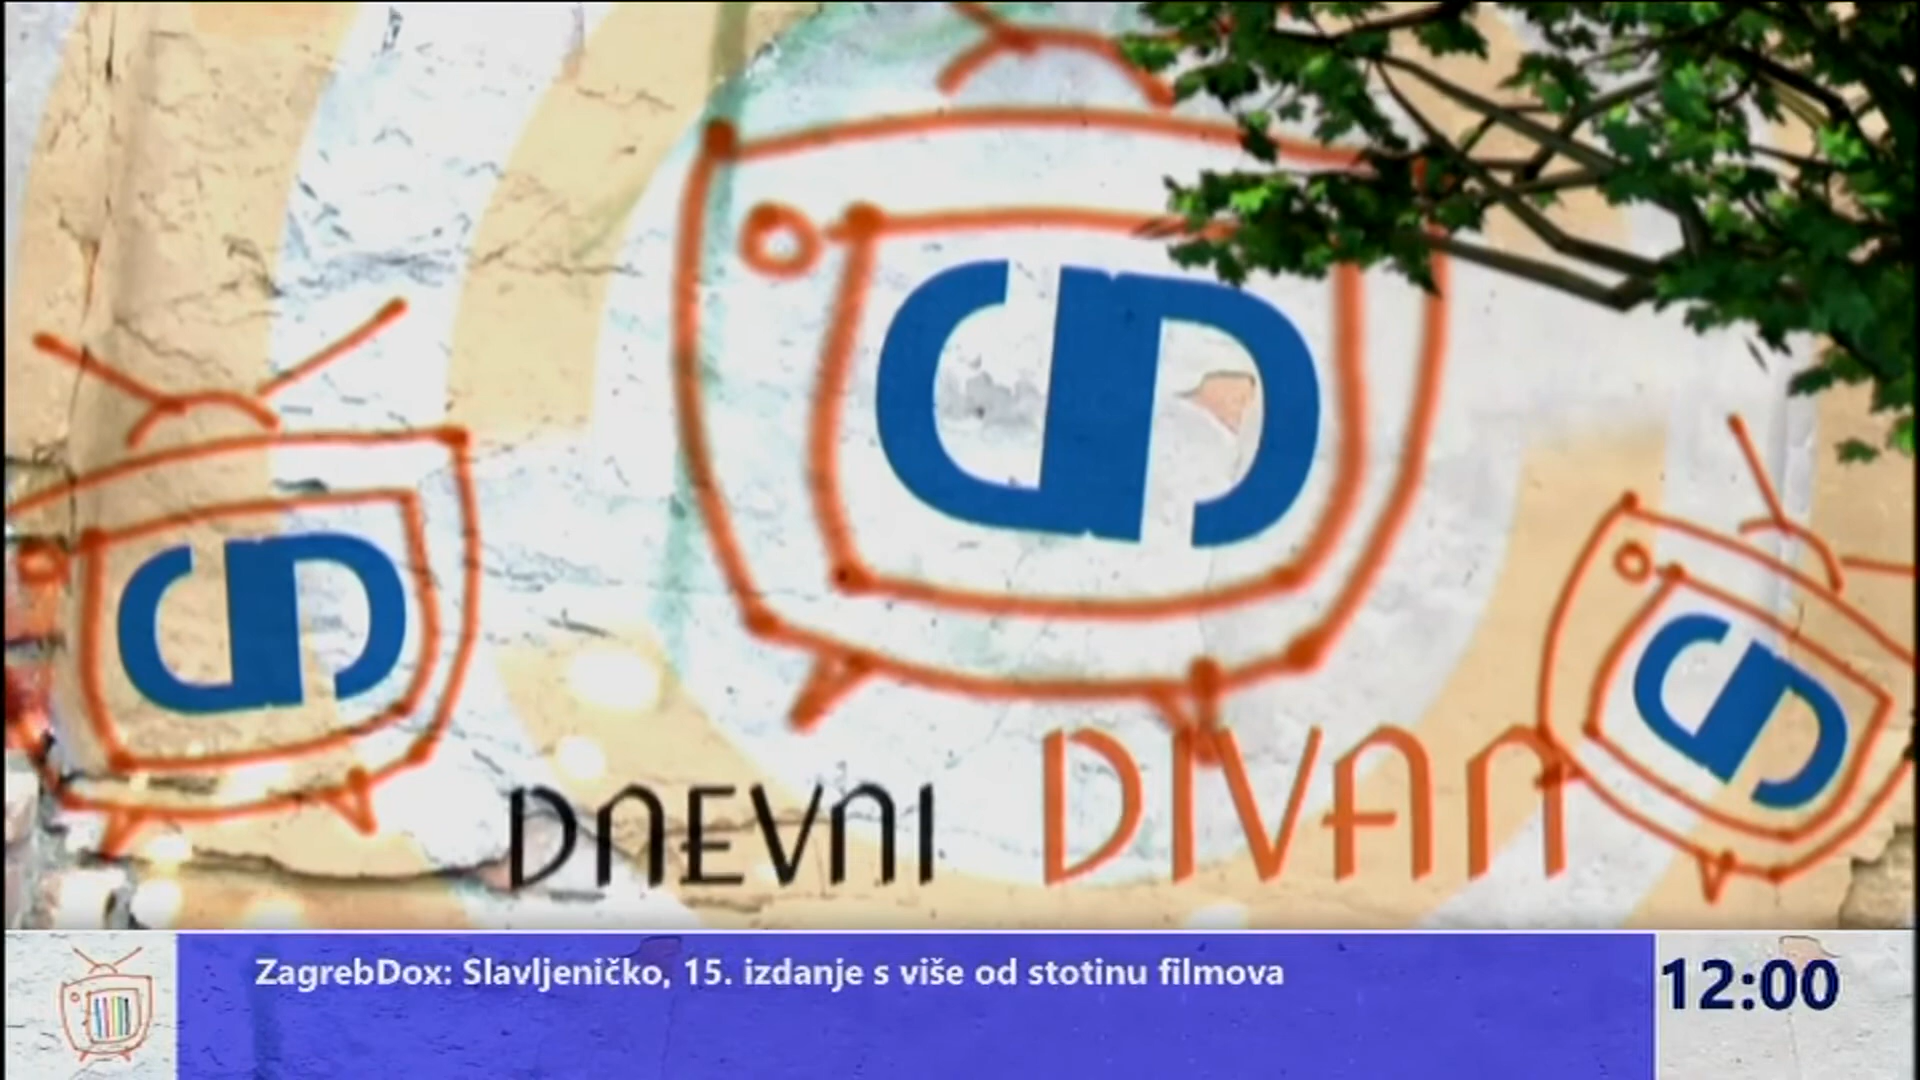 DNEVNI DIVAN
ZagrebDox: Slavljeničko, 15. izdanje s više od stotinu filmova
12:00